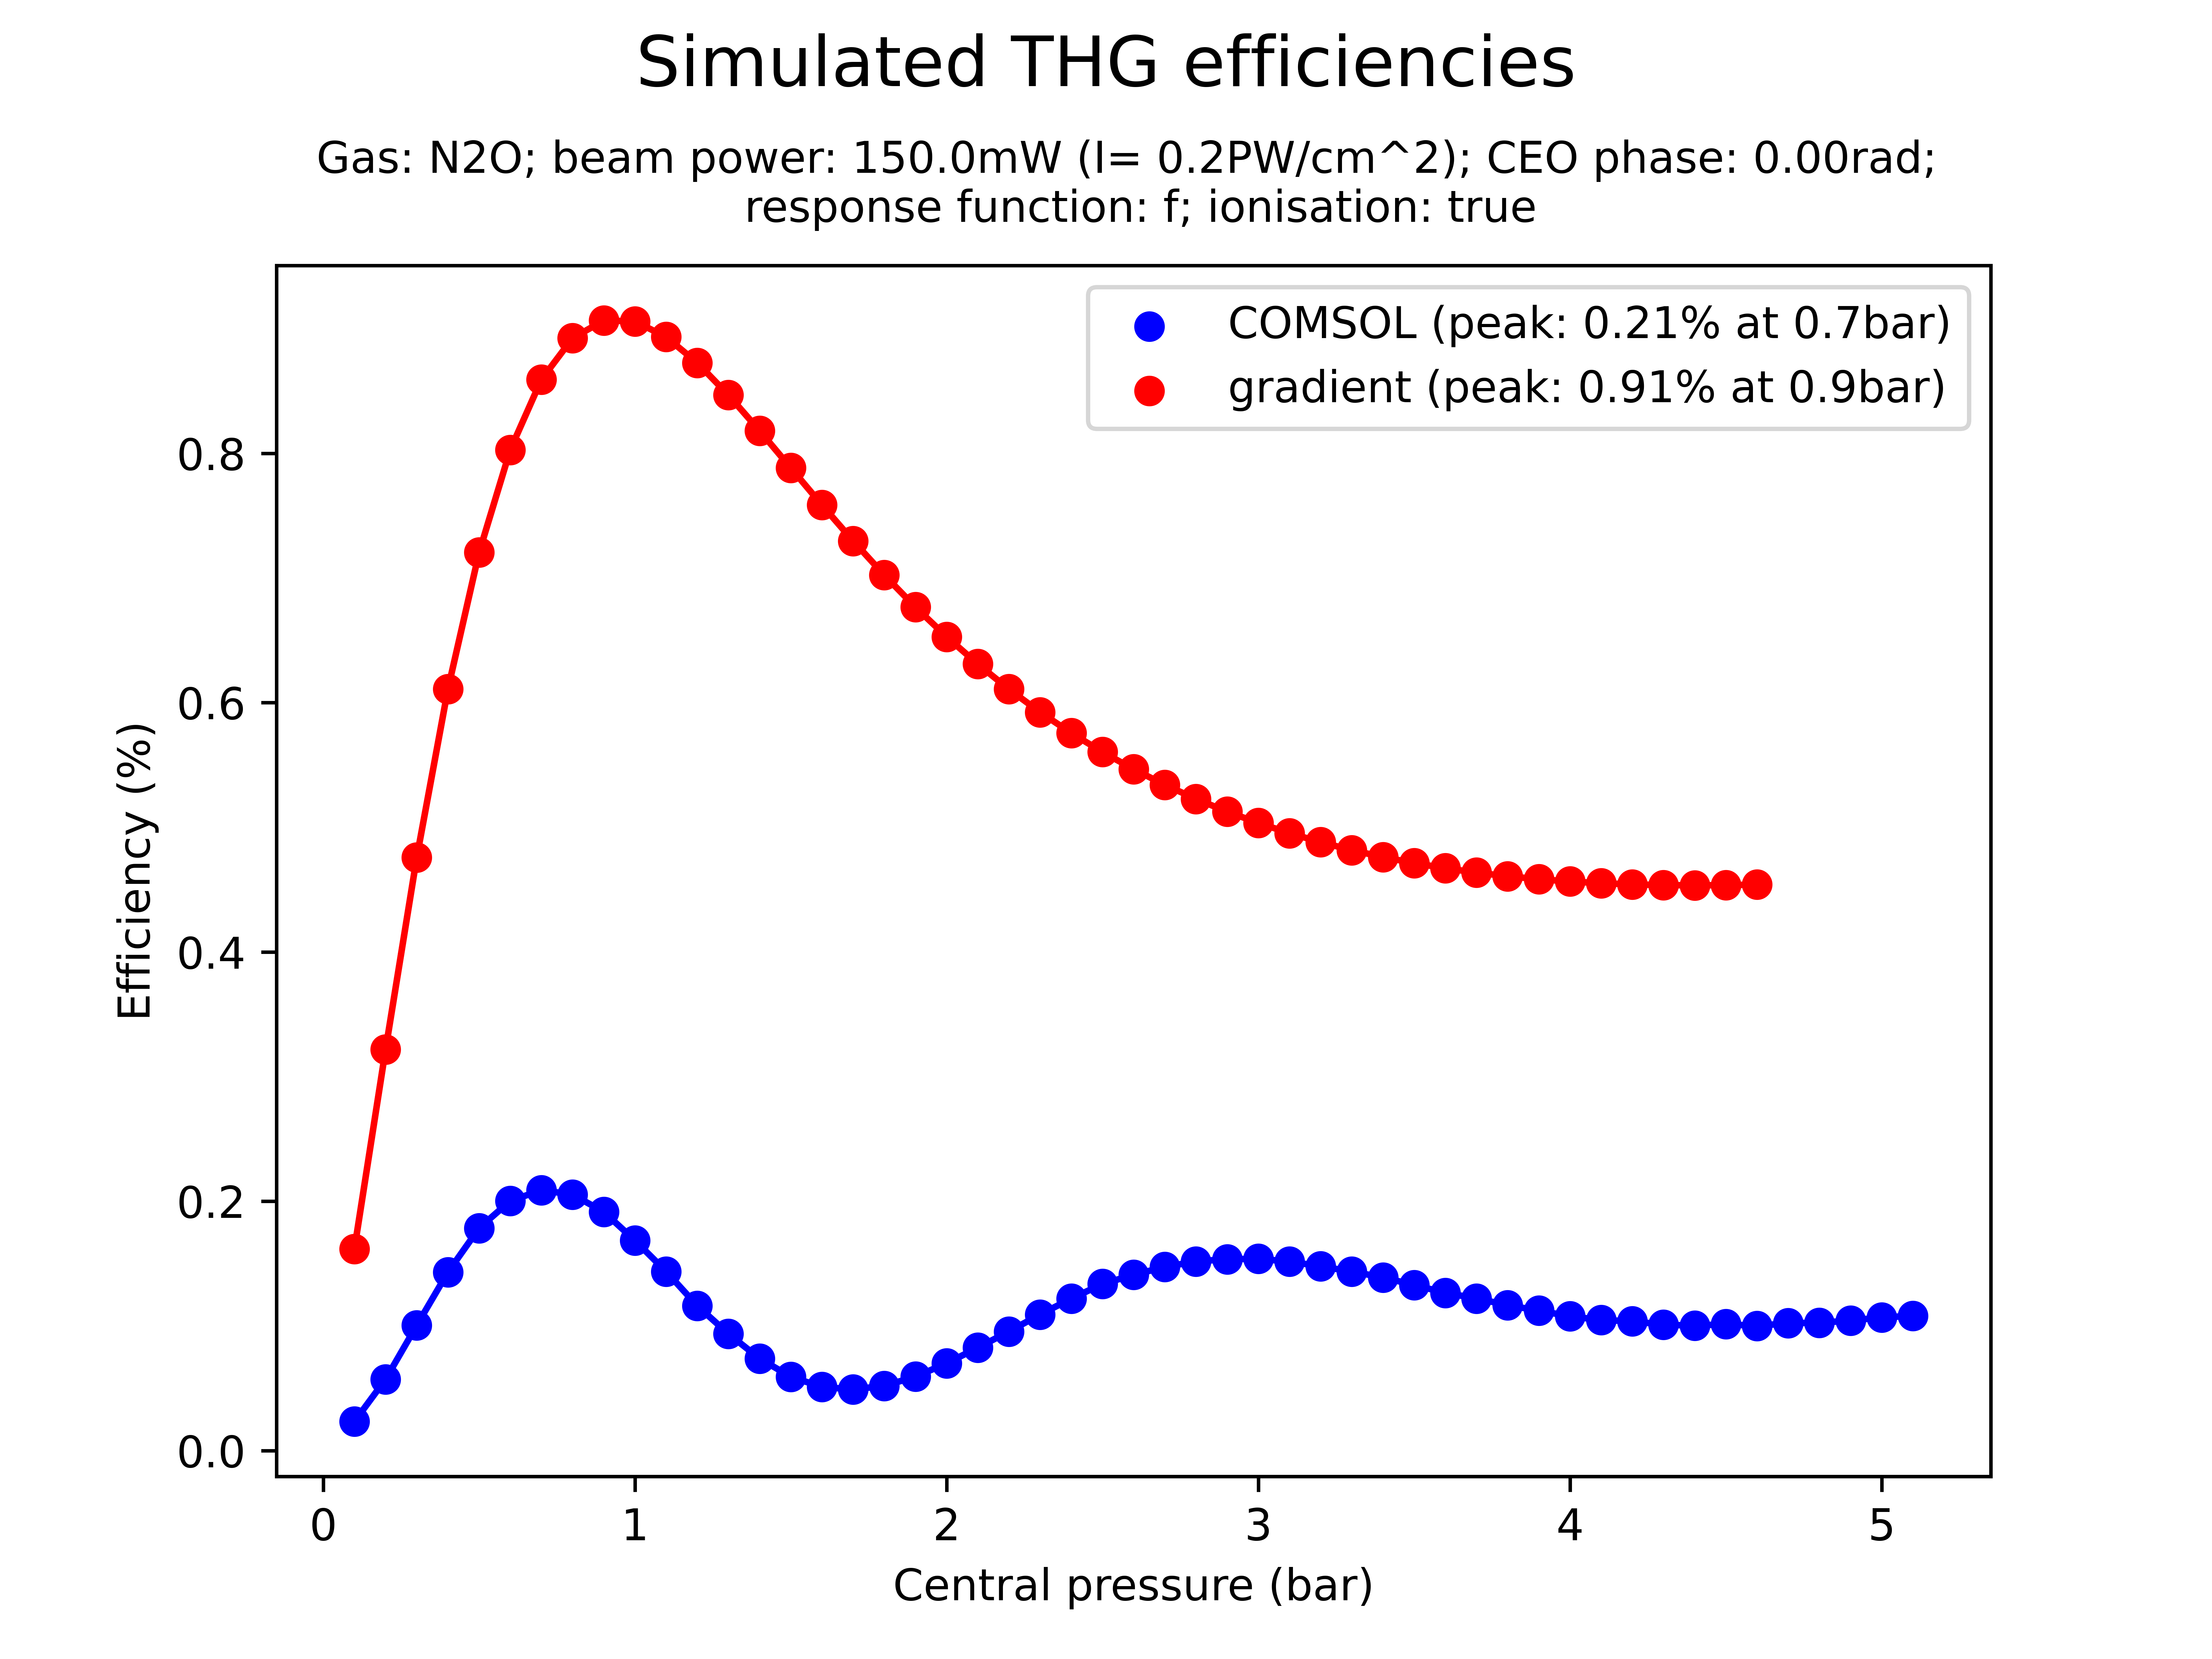 Simulated THG efficiencies
Gas: N2O; beam power: 150.0mW (I= 0.2PW/cm^2); CEO phase: 0.00rad;
response function: f; ionisation: true
COMSOL (peak: 0.21% at 0.7bar)
gradient (peak: 0.91% at 0.9bar)
Efficiency (%)
0.8
0.6
0.4
0.2
0.0
0 1 2 3 4 5
Central pressure (bar)